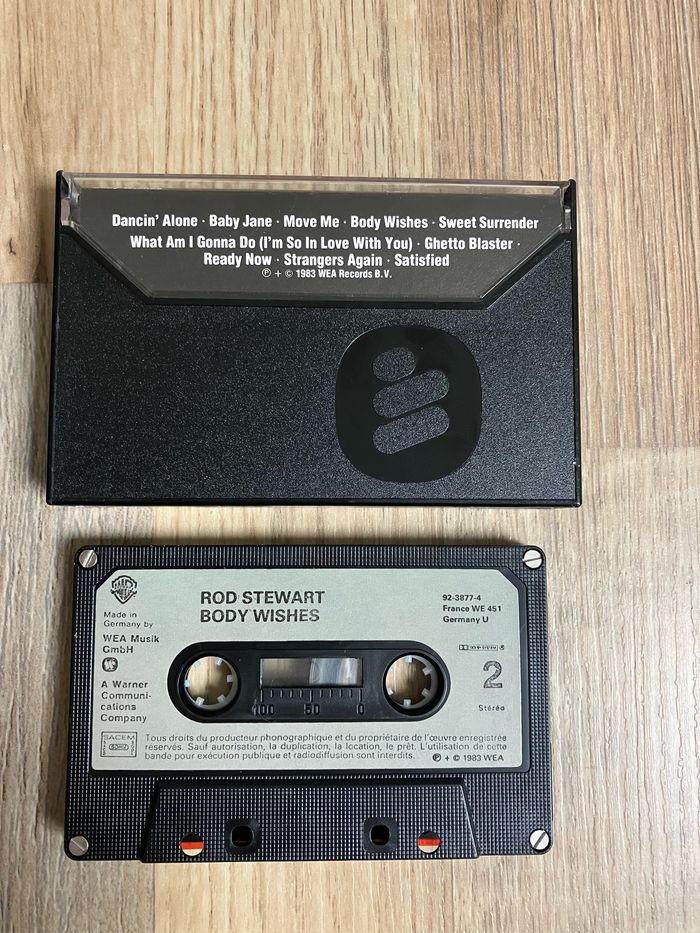 Dancin' Alone · Baby Jane · Move Me · Body Wishes · Sweet Surrender
What Am I Gonna Do (I'm So In Love With You) · Ghetto Blaster ·
Ready Now · Strangers Again · Satisfied
℗ + © 1983 WEA Records B.V.
ROD STEWART
BODY WISHES
92-3877-4
France WE 451
Germany U
Made in
Germany by
WEA Musik
GmbH
A Warner
Communi-
cations
Company
2
Stéréo
100 50 0
SACEM
Tous droits du producteur phonographique et du propriétaire de l'œuvre enregistrée
réservés. Sauf autorisation, la duplication, la location, le prêt. L'utilisation de cette
bande pour exécution publique et radiodiffusion sont interdits.
℗ + © 1983 WEA